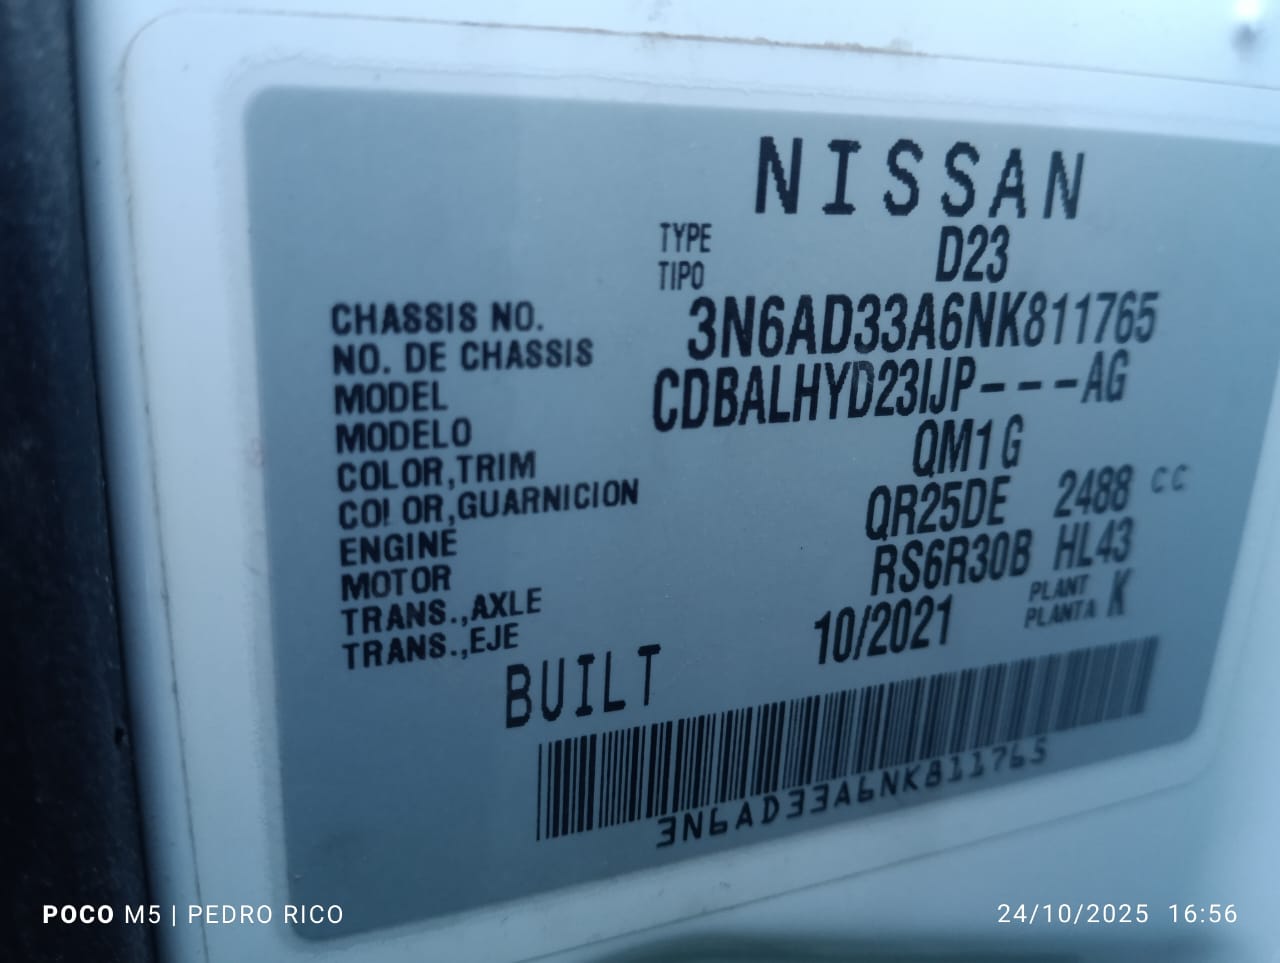 NISSAN
TYPE
TIPO
D23
CHASSIS NO.
NO. DE CHASSIS
3N6AD33A6NK811765
MODEL
MODELO
CDBALHYD23IJP---AG
COLOR,TRIM
COLOR,GUARNICION
QM1 G
ENGINE
MOTOR
QR25DE 2488 CC
TRANS.,AXLE
TRANS.,EJE
RS6R30B HL43
BUILT 10/2021
PLANT
PLANTA
K
3N6AD33A6NK811765
POCO M5 | PEDRO RICO
24/10/2025 16:56